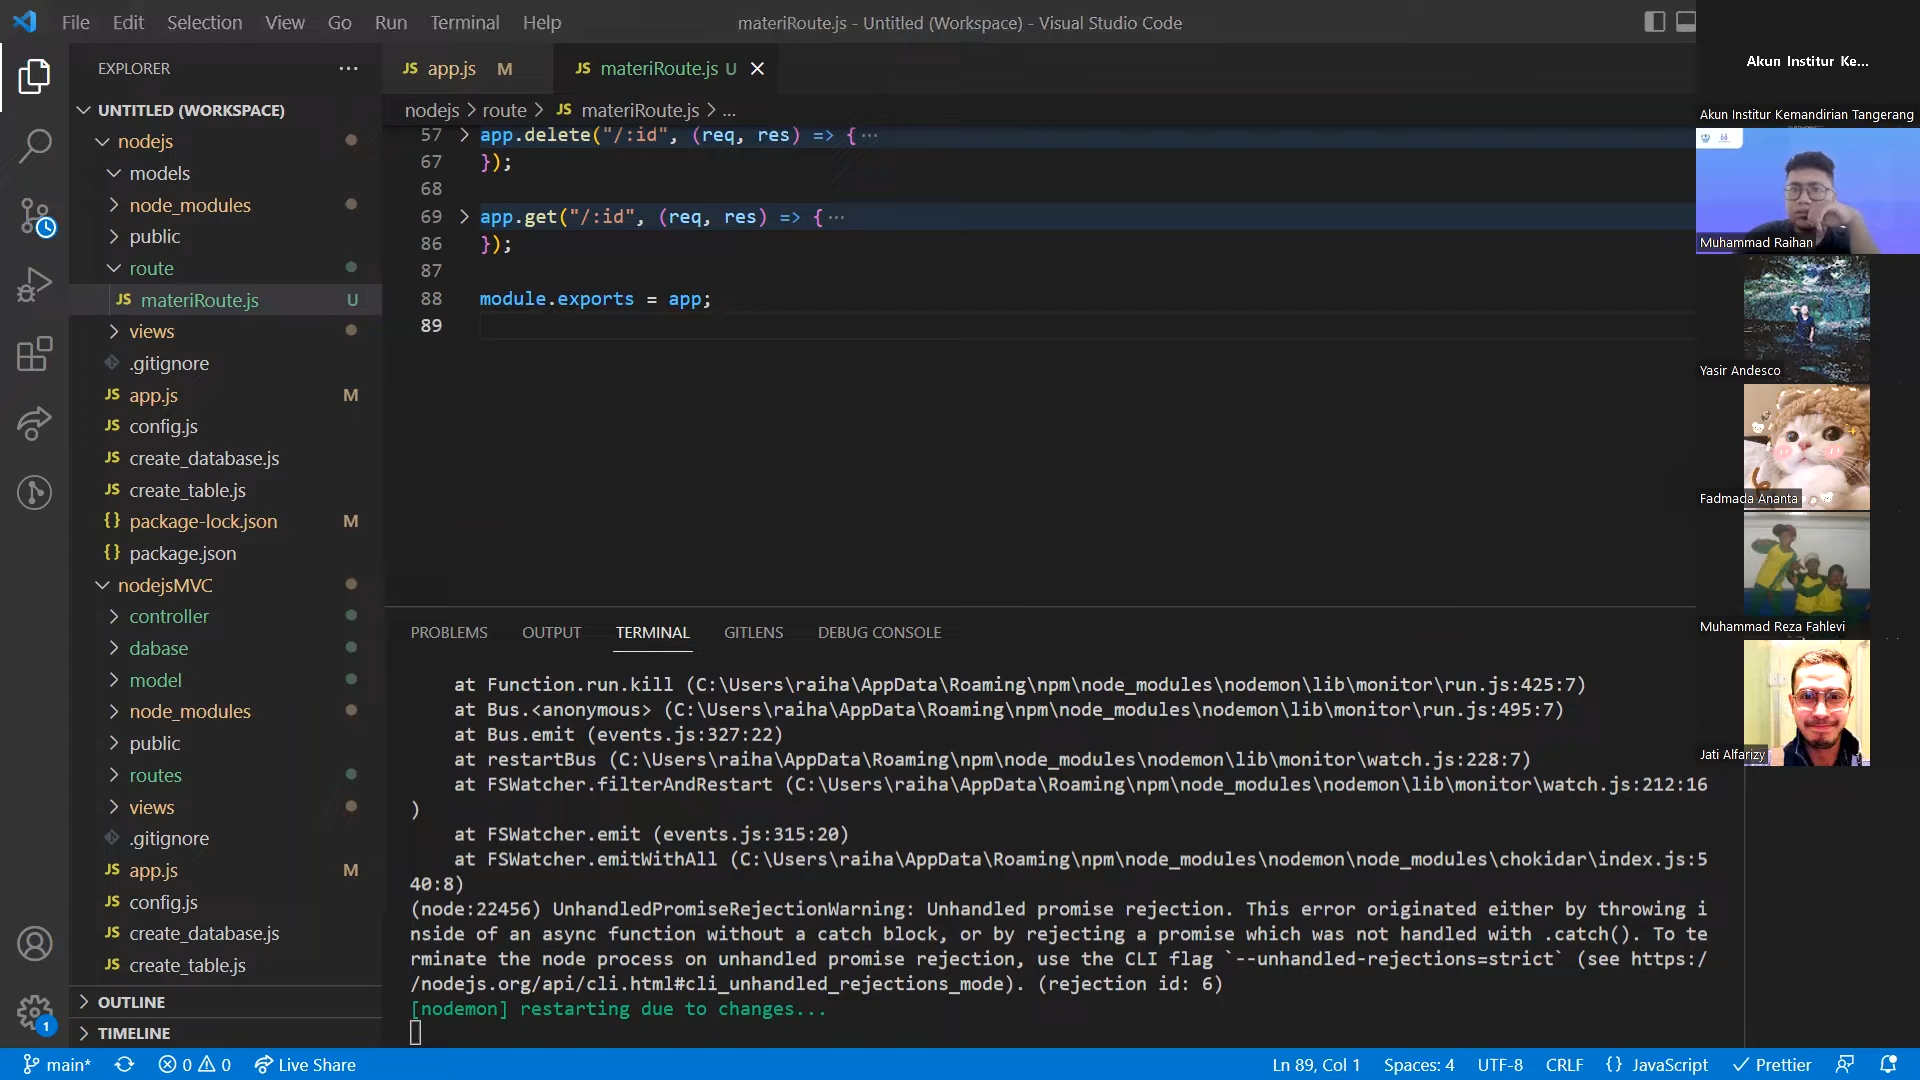 File Edit Selection View Go Run Terminal Help
materiRoute.js - Untitled (Workspace) - Visual Studio Code
EXPLORER
UNTITLED (WORKSPACE)
nodejs
models
node_modules
public
route
JS materiRoute.js U
views
.gitignore
JS app.js M
JS config.js
JS create_database.js
JS create_table.js
{} package-lock.json M
{} package.json
nodejsMVC
controller
dabase
model
node_modules
public
routes
views
.gitignore
JS app.js M
JS config.js
JS create_database.js
JS create_table.js
OUTLINE
TIMELINE
1
JS app.js M
JS materiRoute.js U
nodejs > route > JS materiRoute.js > ...
57 app.delete("/:id", (req, res) => {...
67 });
68
69 app.get("/:id", (req, res) => {...
86 });
87
88 module.exports = app;
89
PROBLEMS OUTPUT TERMINAL GITLENS DEBUG CONSOLE
at Function.run.kill (C:\Users\raiha\AppData\Roaming\npm\node_modules\nodemon\lib\monitor\run.js:425:7)
at Bus.<anonymous> (C:\Users\raiha\AppData\Roaming\npm\node_modules\nodemon\lib\monitor\run.js:495:7)
at Bus.emit (events.js:327:22)
at restartBus (C:\Users\raiha\AppData\Roaming\npm\node_modules\nodemon\lib\monitor\watch.js:228:7)
at FSWatcher.filterAndRestart (C:\Users\raiha\AppData\Roaming\npm\node_modules\nodemon\lib\monitor\watch.js:212:16
)
at FSWatcher.emit (events.js:315:20)
at FSWatcher.emitWithAll (C:\Users\raiha\AppData\Roaming\npm\node_modules\nodemon\node_modules\chokidar\index.js:5
40:8)
(node:22456) UnhandledPromiseRejectionWarning: Unhandled promise rejection. This error originated either by throwing i
nside of an async function without a catch block, or by rejecting a promise which was not handled with .catch(). To te
rminate the node process on unhandled promise rejection, use the CLI flag `--unhandled-rejections=strict` (see https:/
/nodejs.org/api/cli.html#cli_unhandled_rejections_mode). (rejection id: 6)
[nodemon] restarting due to changes...
Akun Institur Ke...
Akun Institur Kemandirian Tangerang
Muhammad Raihan
Yasir Andesco
Fadmada Ananta
Muhammad Reza Fahlevi
Jati Alfarizy
main* 0 0 Live Share
Ln 89, Col 1 Spaces: 4 UTF-8 CRLF {} JavaScript Prettier